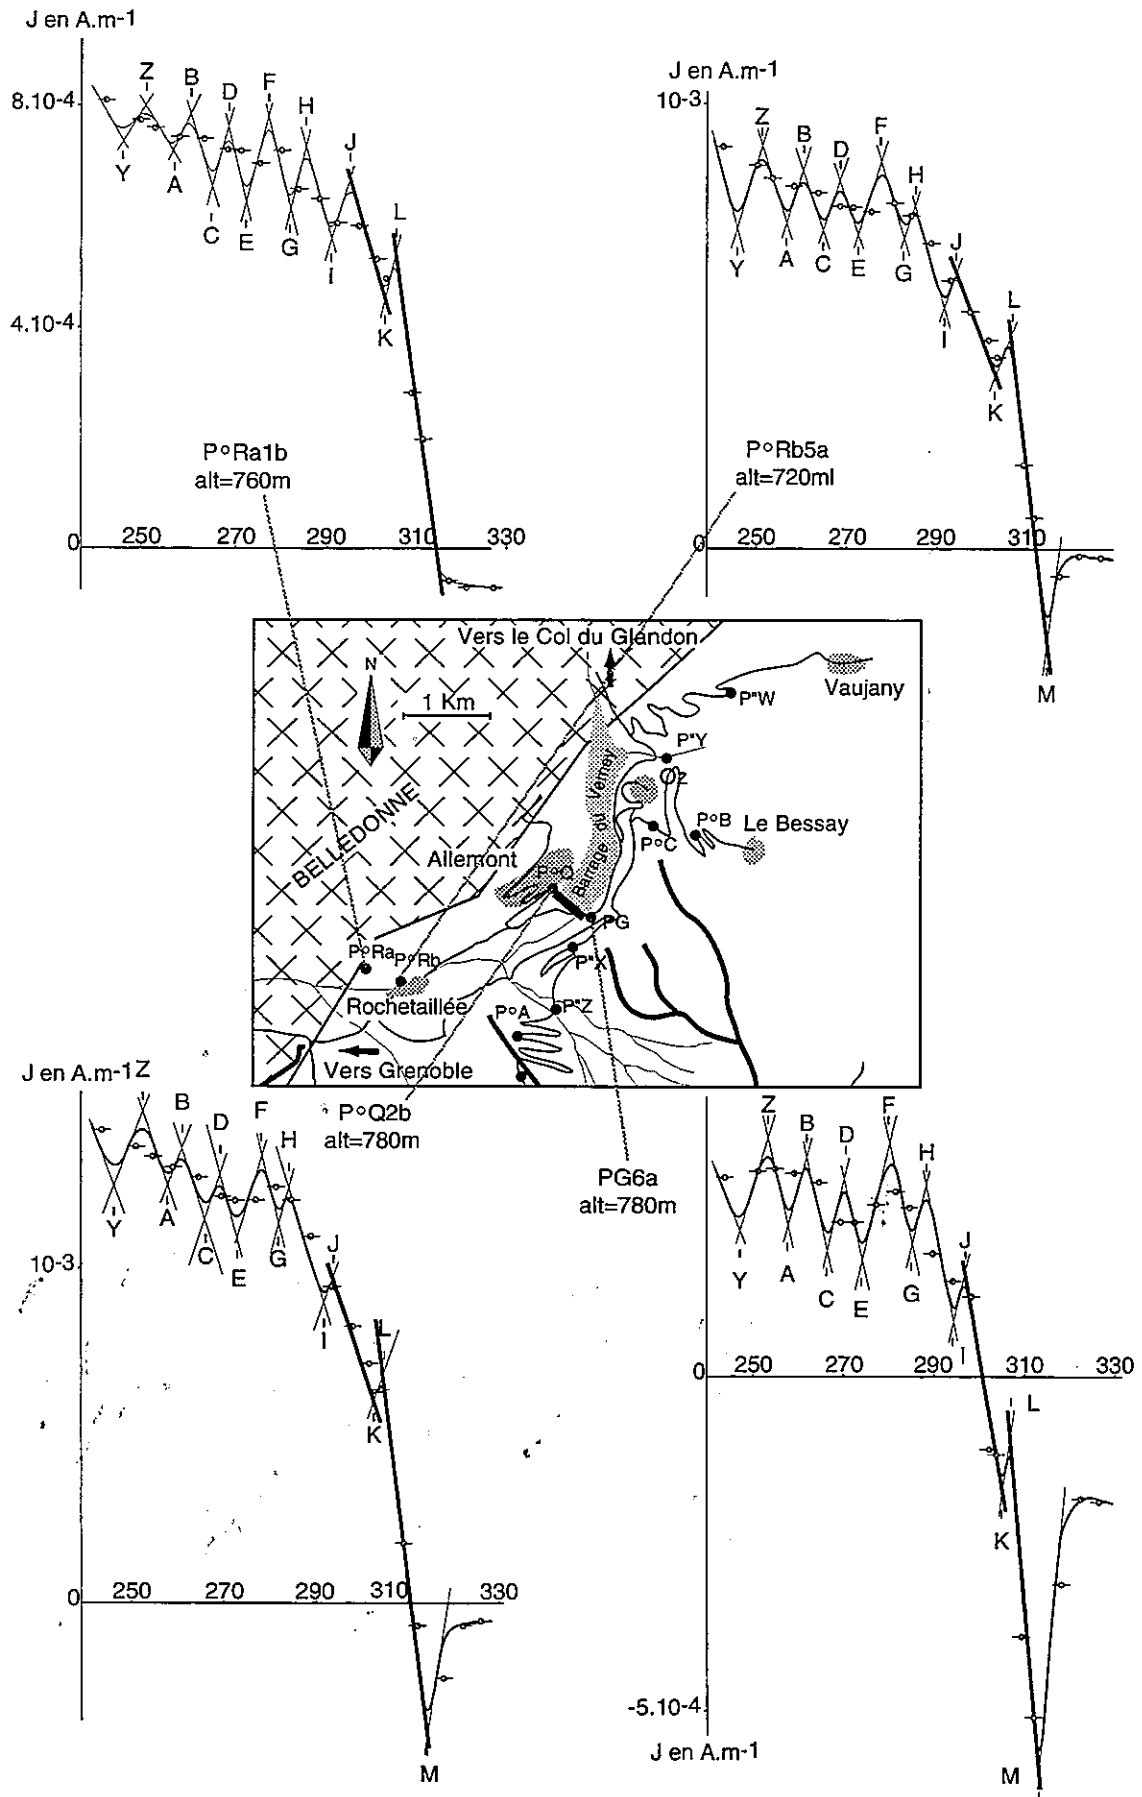 J en A.m-1
8.10-4
Z
B
D
F
H
J
L
Y
A
C
E
G
I
K
4.10-4
0
250
270
290
310
330
P°Ra1b
alt=760m
J en A.m-1
10-3
Z
B
D
F
H
J
L
Y
A
C
E
G
I
K
M
0
250
270
290
310
P°Rb5a
alt=720ml
Vers le Col du Glandon
N
1 Km
Vaujany
P"W
P"Y
Oz
BELLEDONNE
Barrage du Verney
P°B
Le Bessay
P°C
Allemont
P°Q
PG
P°Ra
P°Rb
P"X
Rochetaillée
P°A
P"Z
Vers Grenoble
J en A.m-1
Z
B
D
F
H
J
L
Y
A
C
E
G
I
K
M
10-3
0
250
270
290
310
330
P°Q2b
alt=780m
PG6a
alt=780m
Z
B
D
F
H
J
L
Y
A
C
E
G
I
K
M
0
250
270
290
310
330
-5.10-4
J en A.m-1